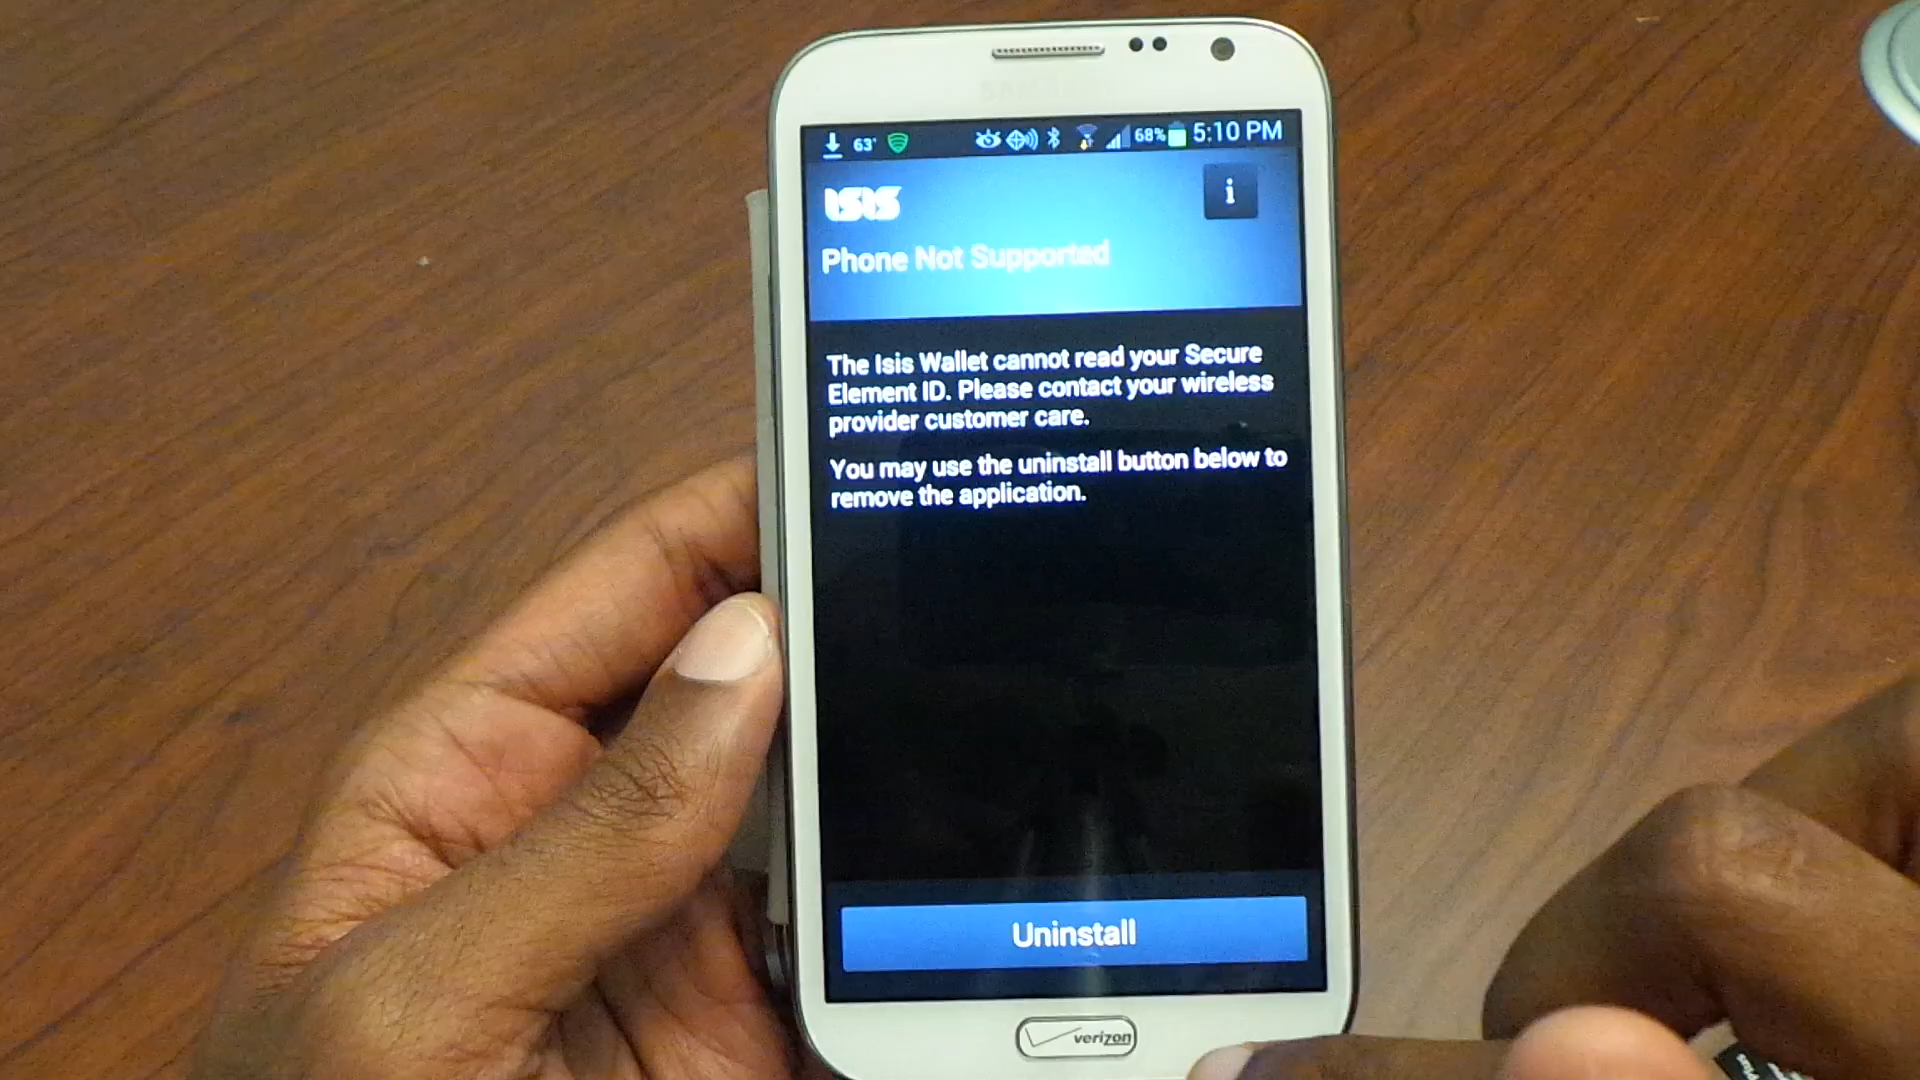 SAMSUNG
63° 68% 5:10 PM
ISIS
i
Phone Not Supported
The Isis Wallet cannot read your Secure
Element ID. Please contact your wireless
provider customer care.
You may use the uninstall button below to
remove the application.
Uninstall
verizon
Plus